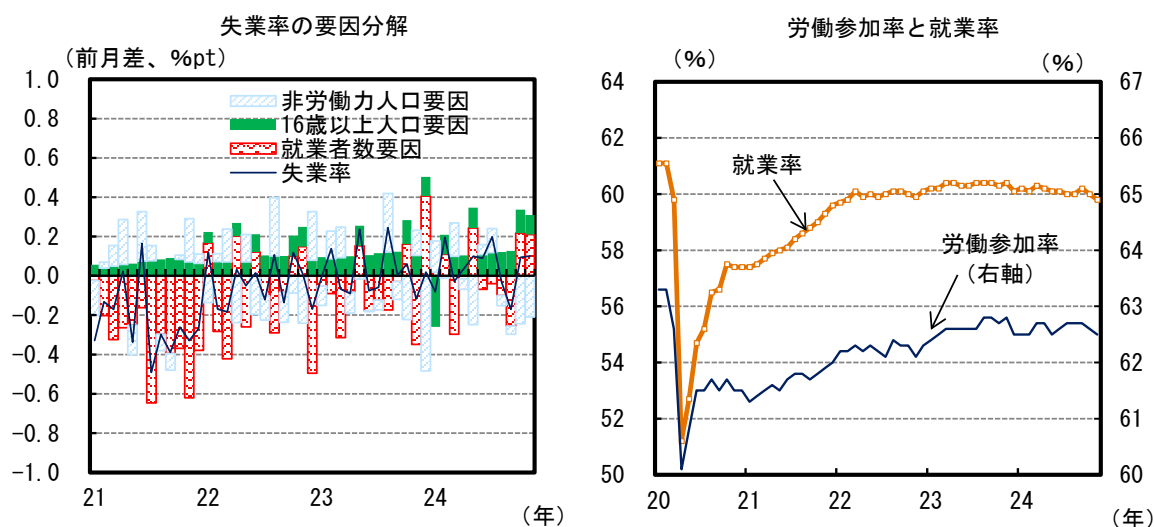 失業率の要因分解
（前月差、%pt）
1.0
0.8
0.6
0.4
0.2
0.0
-0.2
-0.4
-0.6
-0.8
-1.0
非労働力人口要因
16歳以上人口要因
就業者数要因
失業率
21 22 23 24
（年）
労働参加率と就業率
（%） （%）
64 67
62 66
60 65
58 64
56 63
54 62
52 61
50 60
就業率
労働参加率
（右軸）
20 21 22 23 24
（年）